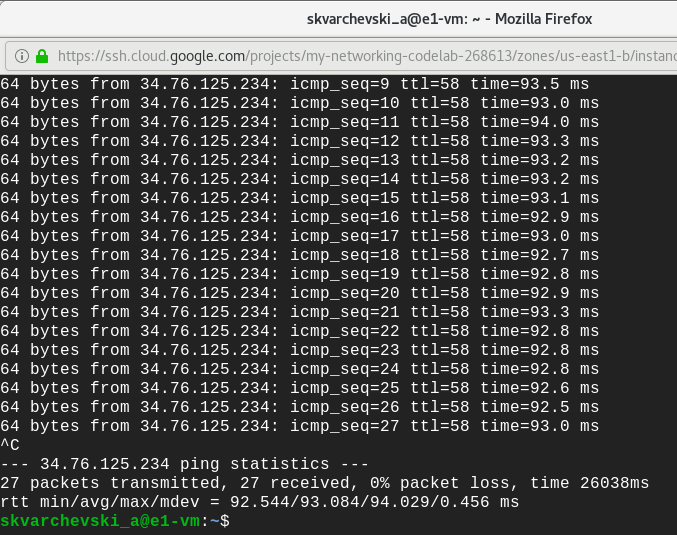 skvarchevski_a@e1-vm: ~ - Mozilla Firefox
https://ssh.cloud.google.com/projects/my-networking-codelab-268613/zones/us-east1-b/instanc
64 bytes from 34.76.125.234: icmp_seq=9 ttl=58 time=93.5 ms
64 bytes from 34.76.125.234: icmp_seq=10 ttl=58 time=93.0 ms
64 bytes from 34.76.125.234: icmp_seq=11 ttl=58 time=94.0 ms
64 bytes from 34.76.125.234: icmp_seq=12 ttl=58 time=93.3 ms
64 bytes from 34.76.125.234: icmp_seq=13 ttl=58 time=93.2 ms
64 bytes from 34.76.125.234: icmp_seq=14 ttl=58 time=93.2 ms
64 bytes from 34.76.125.234: icmp_seq=15 ttl=58 time=93.1 ms
64 bytes from 34.76.125.234: icmp_seq=16 ttl=58 time=92.9 ms
64 bytes from 34.76.125.234: icmp_seq=17 ttl=58 time=93.0 ms
64 bytes from 34.76.125.234: icmp_seq=18 ttl=58 time=92.7 ms
64 bytes from 34.76.125.234: icmp_seq=19 ttl=58 time=92.8 ms
64 bytes from 34.76.125.234: icmp_seq=20 ttl=58 time=92.9 ms
64 bytes from 34.76.125.234: icmp_seq=21 ttl=58 time=93.3 ms
64 bytes from 34.76.125.234: icmp_seq=22 ttl=58 time=92.8 ms
64 bytes from 34.76.125.234: icmp_seq=23 ttl=58 time=92.8 ms
64 bytes from 34.76.125.234: icmp_seq=24 ttl=58 time=92.8 ms
64 bytes from 34.76.125.234: icmp_seq=25 ttl=58 time=92.6 ms
64 bytes from 34.76.125.234: icmp_seq=26 ttl=58 time=92.5 ms
64 bytes from 34.76.125.234: icmp_seq=27 ttl=58 time=93.0 ms
^C
--- 34.76.125.234 ping statistics ---
27 packets transmitted, 27 received, 0% packet loss, time 26038ms
rtt min/avg/max/mdev = 92.544/93.084/94.029/0.456 ms
skvarchevski_a@e1-vm:~$